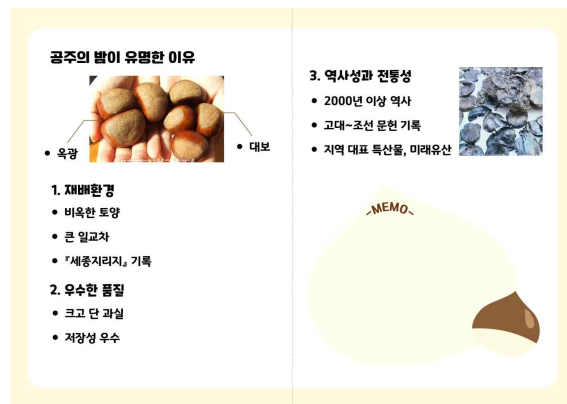 공주의 밤이 유명한 이유
• 옥광
• 대보
1. 재배환경
• 비옥한 토양
• 큰 일교차
• 『세종지리지』 기록
2. 우수한 품질
• 크고 단 과실
• 저장성 우수
3. 역사성과 전통성
• 2000년 이상 역사
• 고대~조선 문헌 기록
• 지역 대표 특산물, 미래유산
-MEMO-